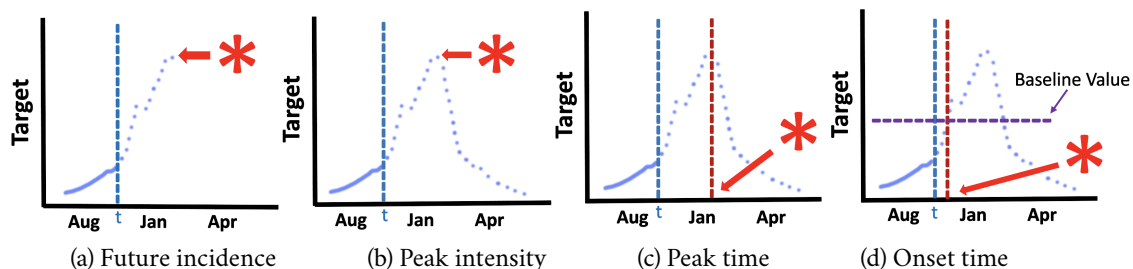 Target
Aug t Jan Apr
(a) Future incidence
Target
Aug t Jan Apr
(b) Peak intensity
Target
Aug t Jan Apr
(c) Peak time
Target
Baseline Value
Aug t Jan Apr
(d) Onset time